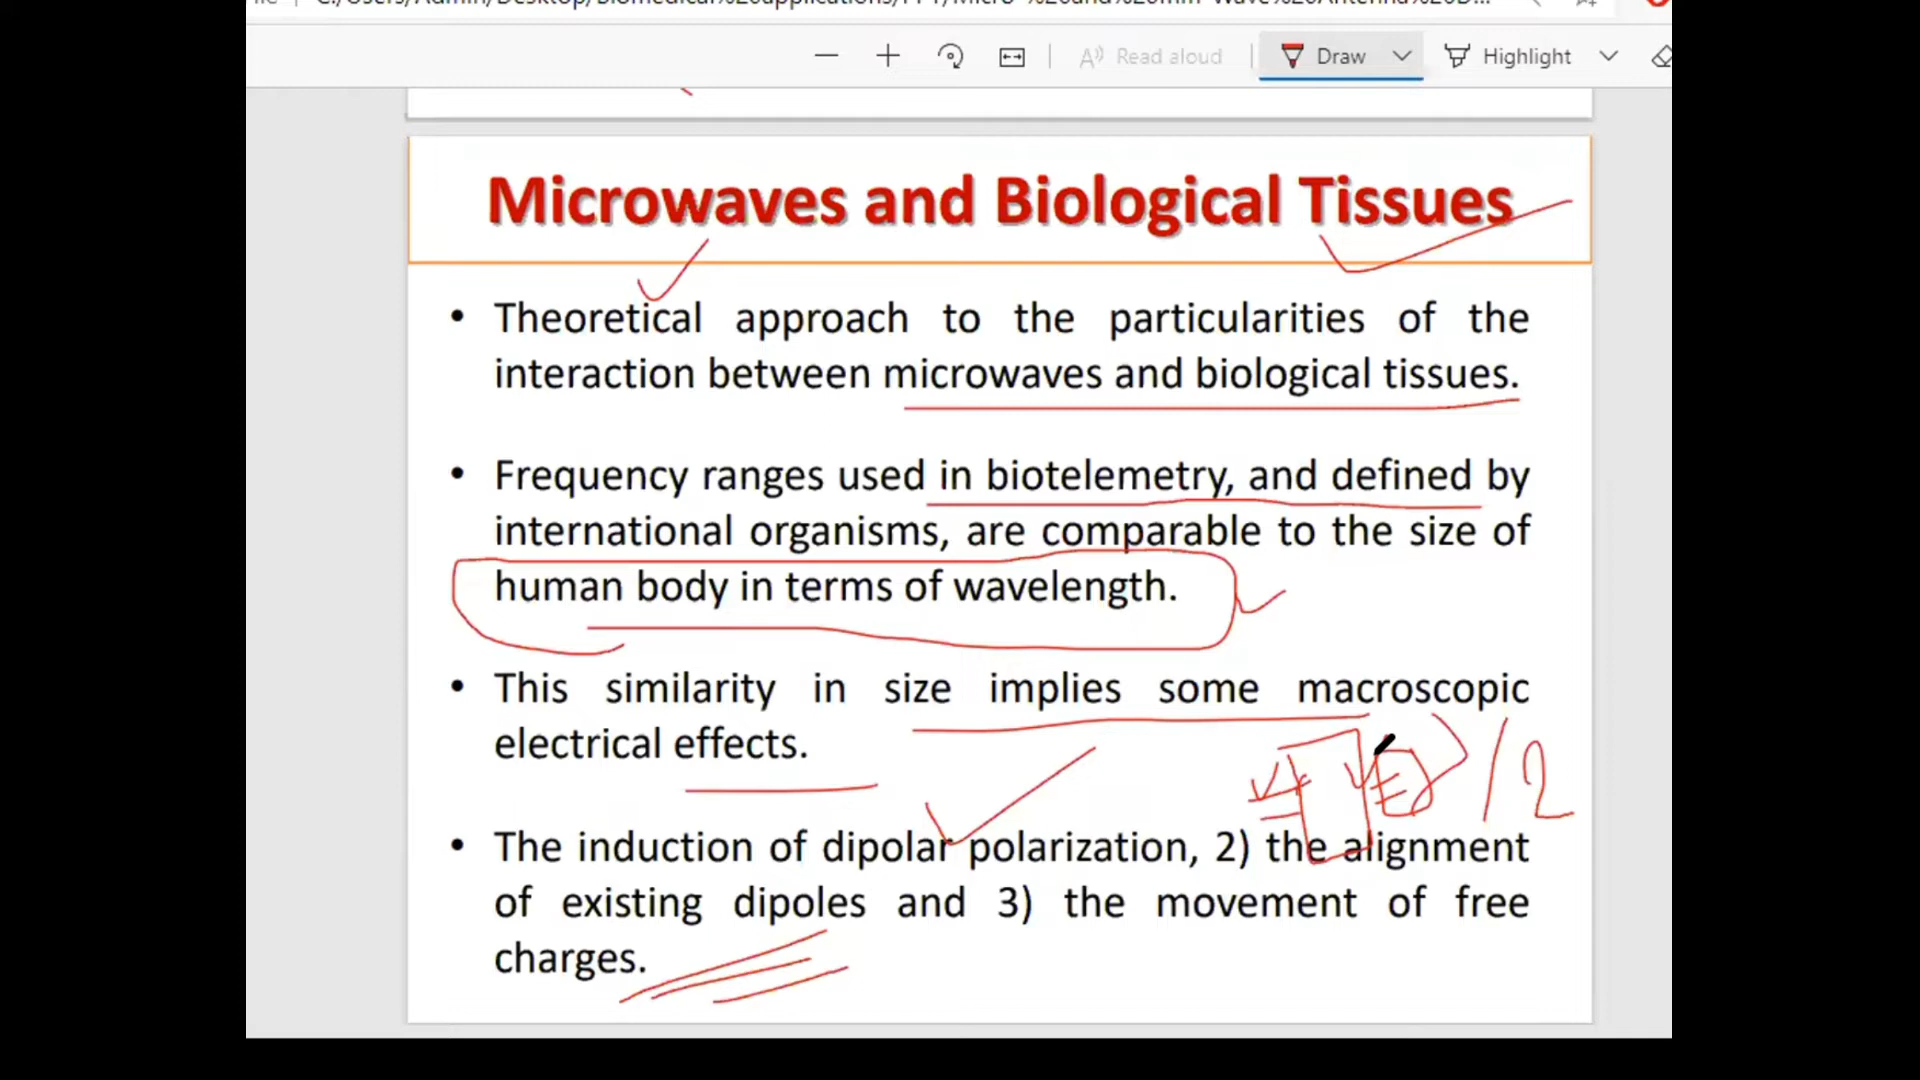 Read aloud
Draw
Highlight
Microwaves and Biological Tissues
• Theoretical approach to the particularities of the
interaction between microwaves and biological tissues.
• Frequency ranges used in biotelemetry, and defined by
international organisms, are comparable to the size of
human body in terms of wavelength.
• This similarity in size implies some macroscopic
electrical effects.
/2
• The induction of dipolar polarization, 2) the alignment
of existing dipoles and 3) the movement of free
charges.